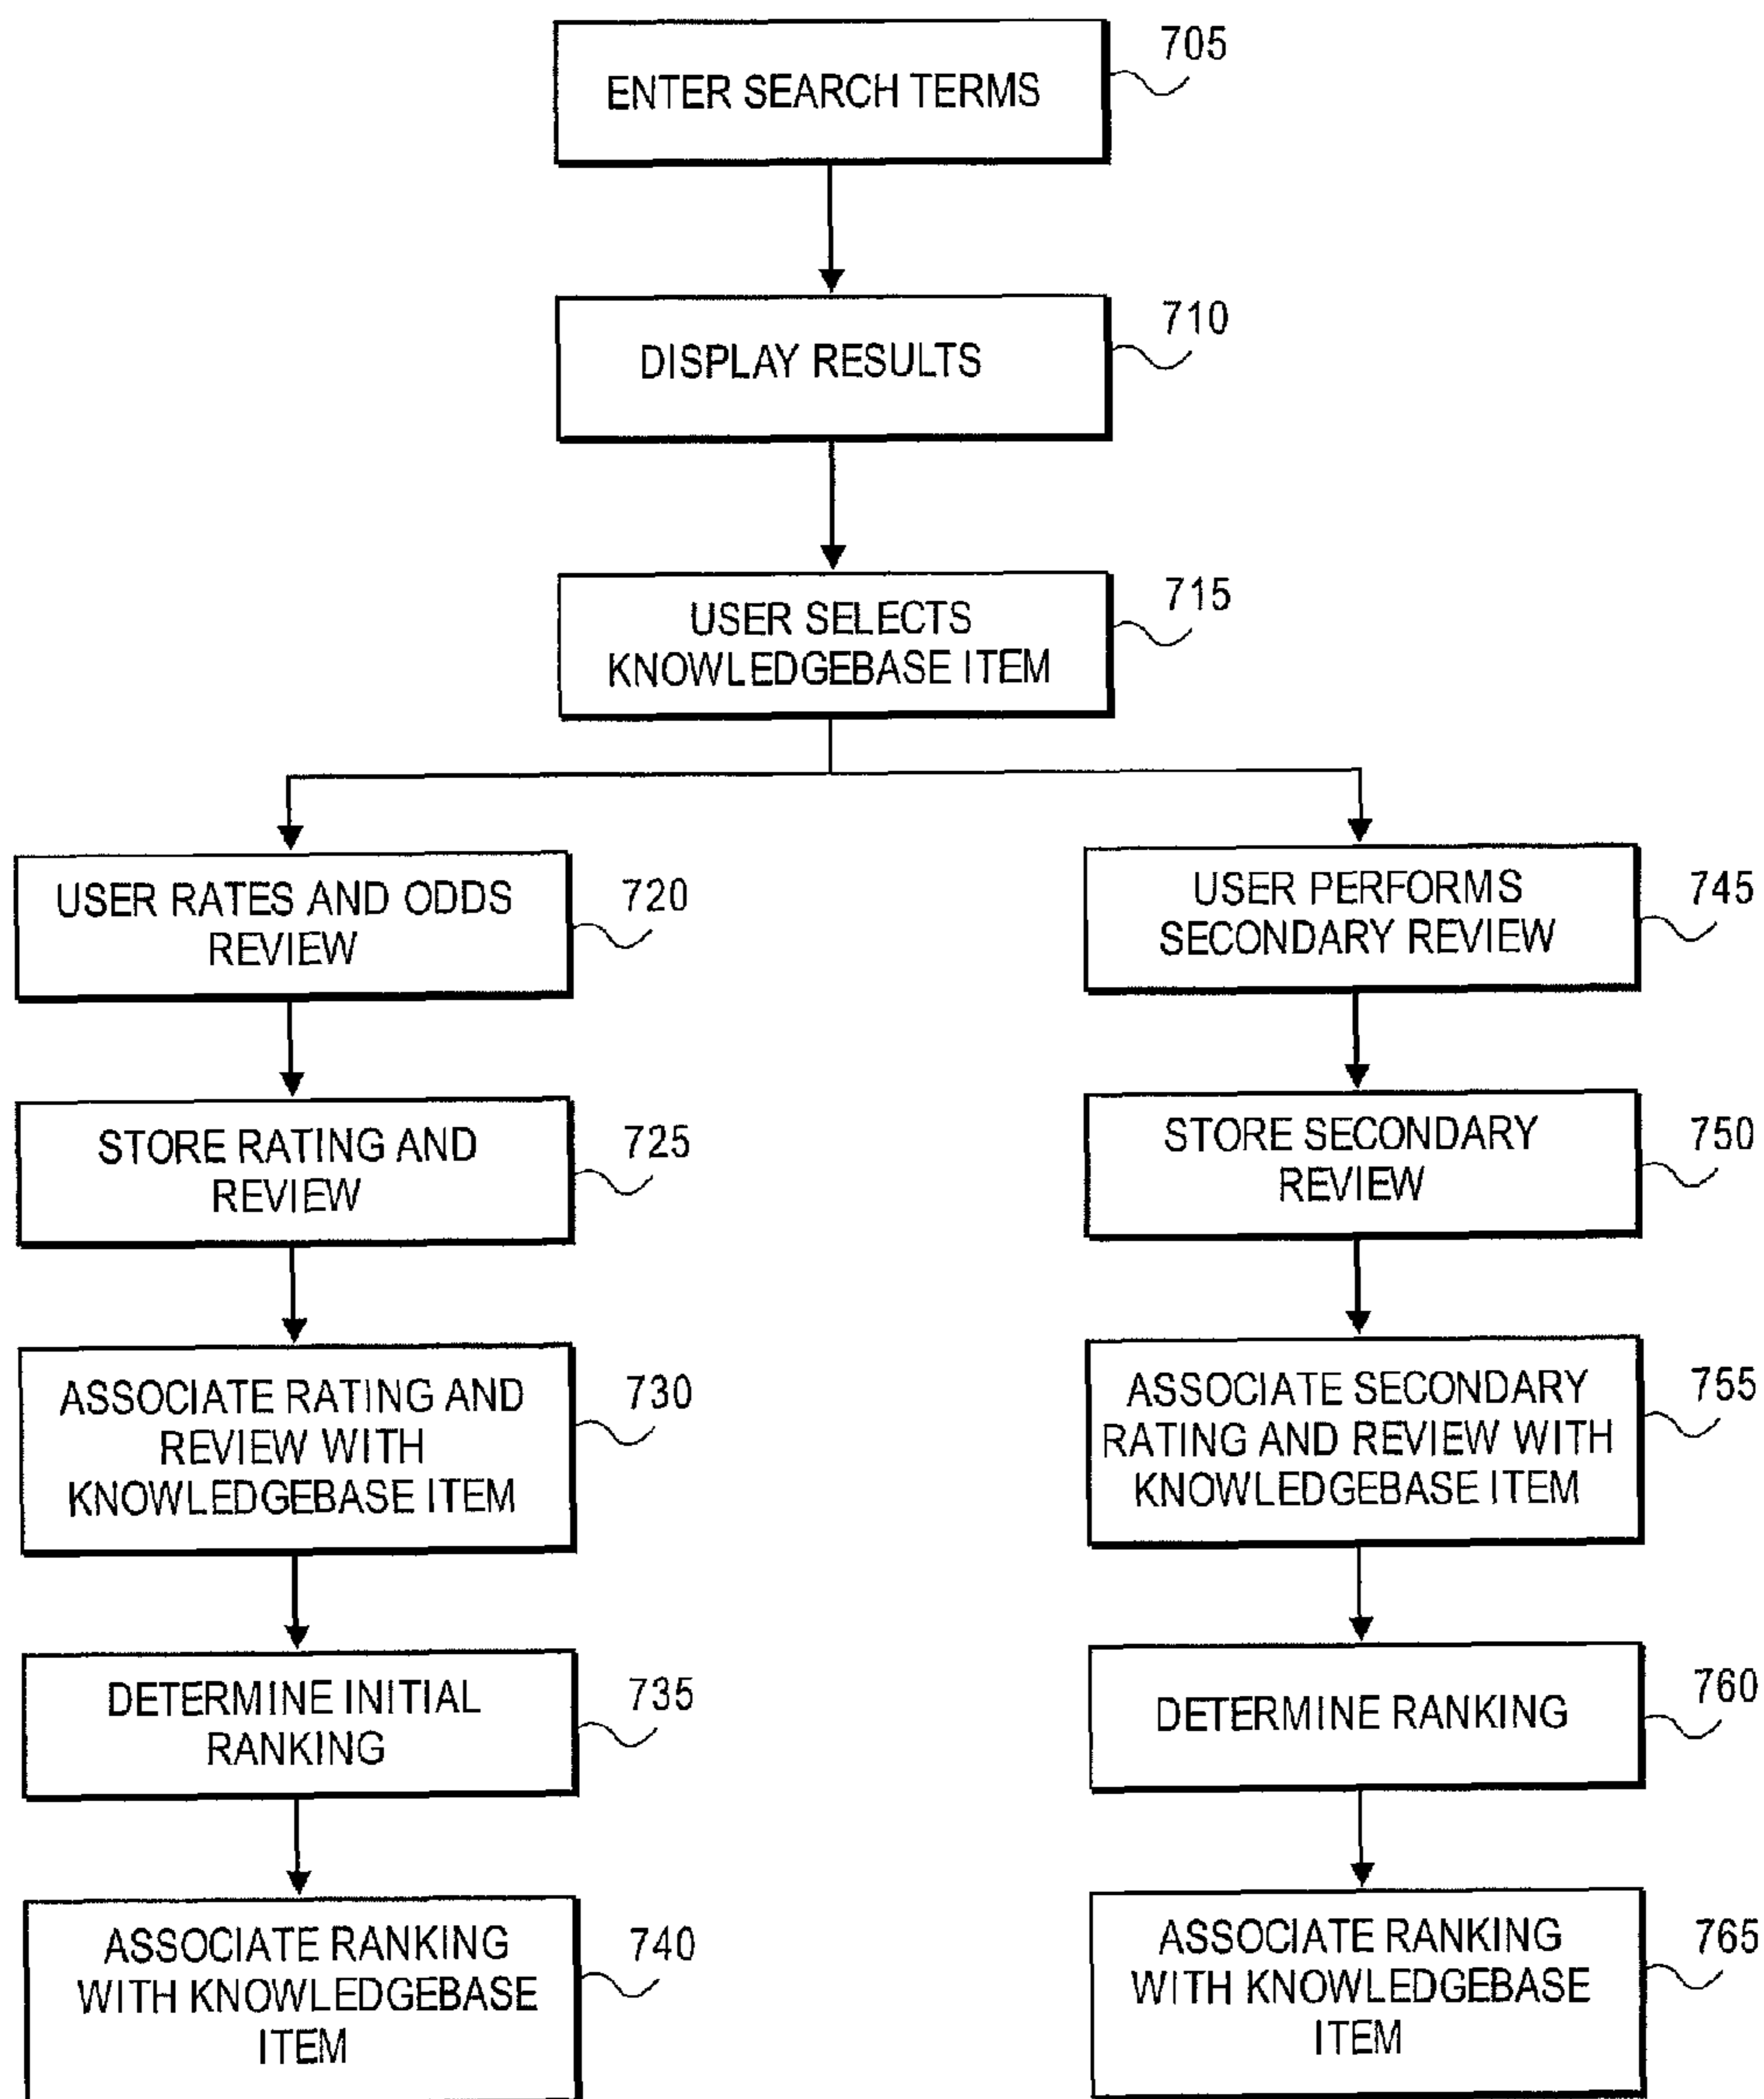 705
ENTER SEARCH TERMS
710
DISPLAY RESULTS
715
USER SELECTS
KNOWLEDGEBASE ITEM
USER RATES AND ODDS
REVIEW
720
STORE RATING AND
REVIEW
725
ASSOCIATE RATING AND
REVIEW WITH
KNOWLEDGEBASE ITEM
730
DETERMINE INITIAL
RANKING
735
ASSOCIATE RANKING
WITH KNOWLEDGEBASE
ITEM
740
USER PERFORMS
SECONDARY REVIEW
745
STORE SECONDARY
REVIEW
750
ASSOCIATE SECONDARY
RATING AND REVIEW WITH
KNOWLEDGEBASE ITEM
755
DETERMINE RANKING
760
ASSOCIATE RANKING
WITH KNOWLEDGEBASE
ITEM
765